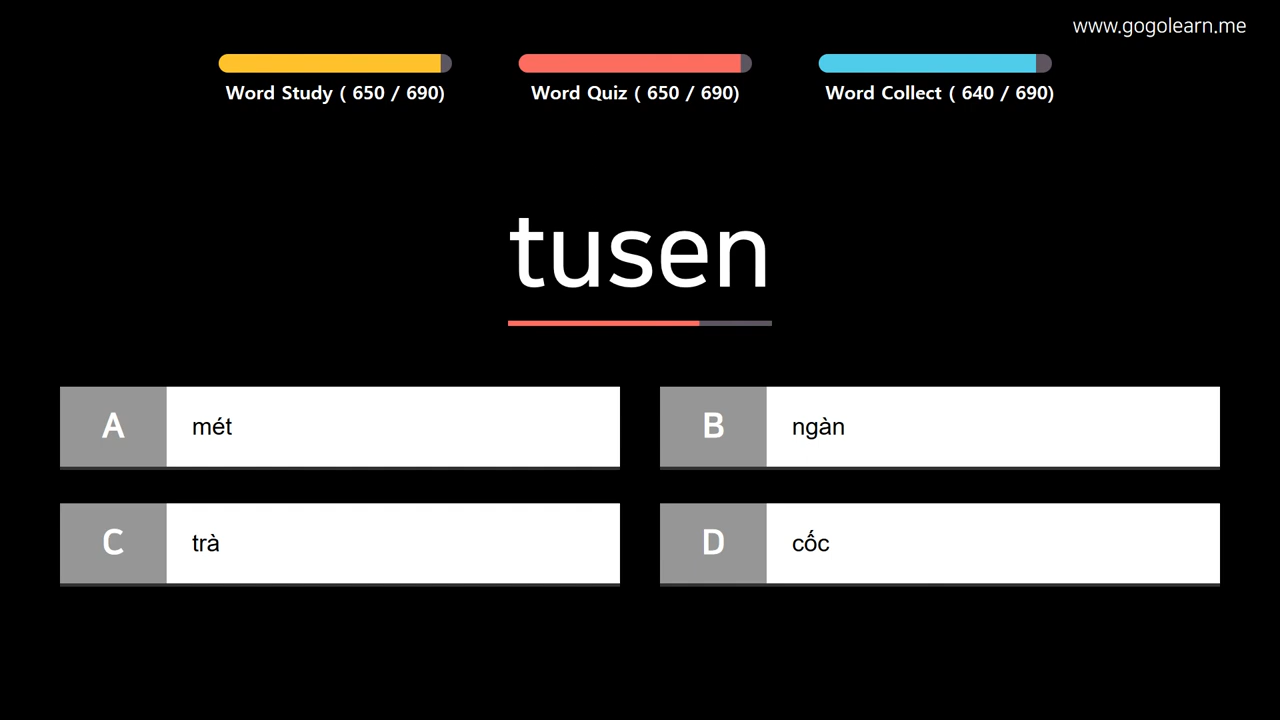 www.gogolearn.me
Word Study ( 650 / 690)
Word Quiz ( 650 / 690)
Word Collect ( 640 / 690)
tusen
A mét
B ngàn
C trà
D cốc